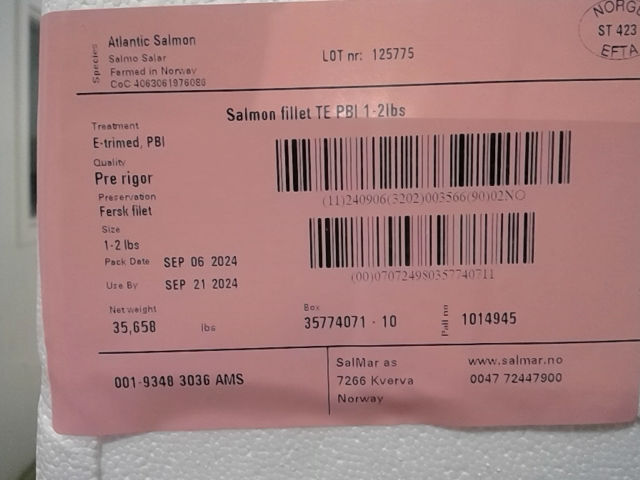 Species
Atlantic Salmon
Salmo Salar
Farmed in Norway
CoC 4063061976086
LOT nr: 125775
NORGE
ST 423
EFTA
Salmon fillet TE PBI 1-2lbs
Treatment
E-trimed, PBI
Quality
Pre rigor
Preservation
Fersk filet
Size
1-2 lbs
Pack Date SEP 06 2024
Use By SEP 21 2024
(11)240906(3202)003566(90)02NO
(00)070724980357740711
Net weight
35,658 lbs
Box
35774071 - 10
Pall no 1014945
001-9348 3036 AMS
SalMar as
7266 Kverva
Norway
www.salmar.no
0047 72447900